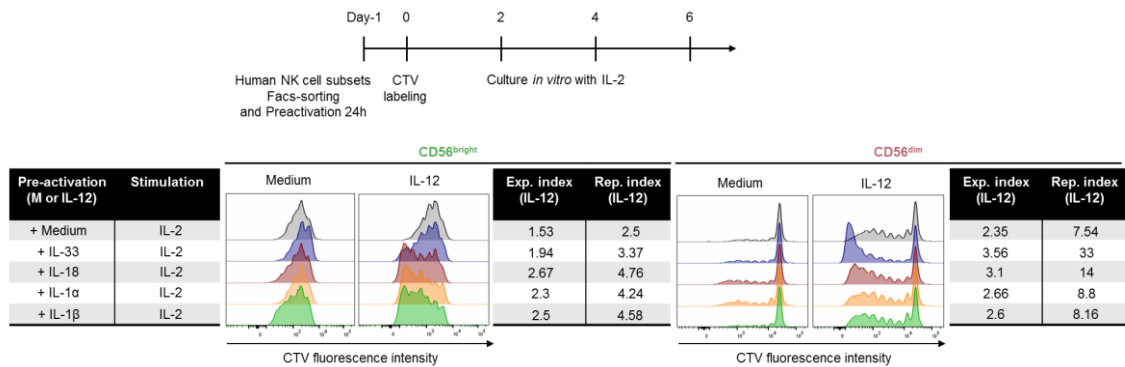 Day-1 0 2 4 6
Human NK cell subsets
Facs-sorting
and Preactivation 24h
CTV
labeling
Culture in vitro with IL-2
CD56bright
CD56dim
Pre-activation
(M or IL-12)
Stimulation
Medium
IL-12
Exp. index
(IL-12)
Rep. index
(IL-12)
Medium
IL-12
Exp. index
(IL-12)
Rep. index
(IL-12)
+ Medium IL-2 1.53 2.5 2.35 7.54
+ IL-33 IL-2 1.94 3.37 3.56 33
+ IL-18 IL-2 2.67 4.76 3.1 14
+ IL-1α IL-2 2.3 4.24 2.66 8.8
+ IL-1β IL-2 2.5 4.58 2.6 8.16
CTV fluorescence intensity
CTV fluorescence intensity